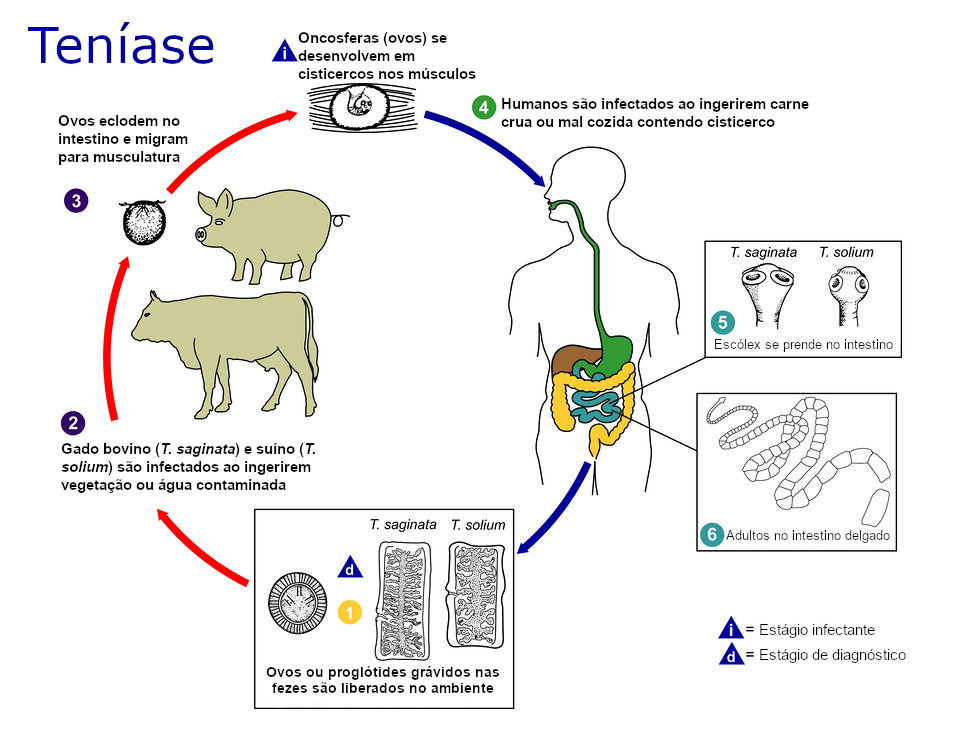 Teníase
i
Oncosferas (ovos) se
desenvolvem em
cisticercos nos músculos
4
Humanos são infectados ao ingerirem carne
crua ou mal cozida contendo cisticerco
Ovos eclodem no
intestino e migram
para musculatura
3
T. saginata T. solium
5
Escólex se prende no intestino
2
Gado bovino (T. saginata) e suíno (T.
solium) são infectados ao ingerirem
vegetação ou água contaminada
6 Adultos no intestino delgado
T. saginata T. solium
d
1
Ovos ou proglótides grávidos nas
fezes são liberados no ambiente
i = Estágio infectante
d = Estágio de diagnóstico